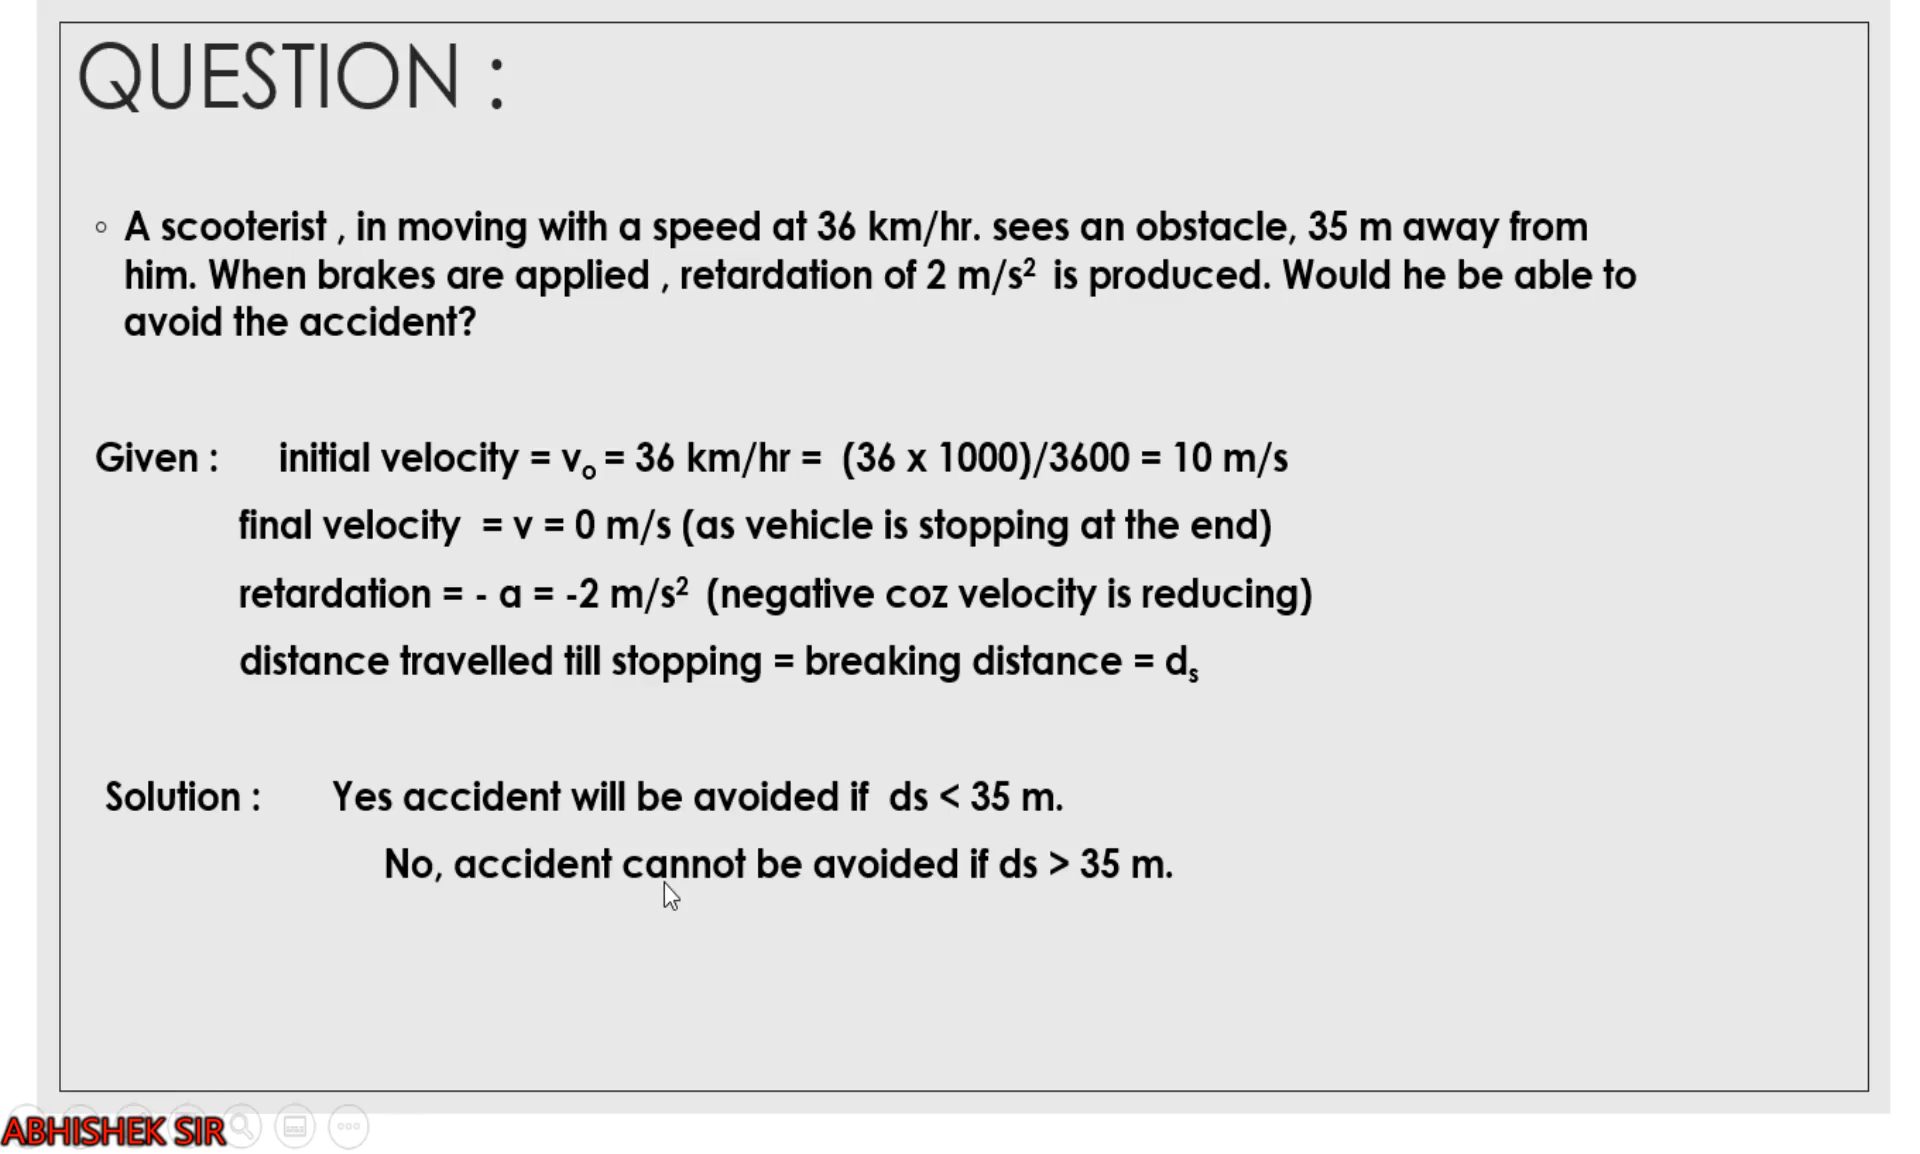 QUESTION :
◦ A scooterist , in moving with a speed at 36 km/hr. sees an obstacle, 35 m away from
him. When brakes are applied , retardation of 2 m/s² is produced. Would he be able to
avoid the accident?
Given : initial velocity = vₒ = 36 km/hr = (36 x 1000)/3600 = 10 m/s
final velocity = v = 0 m/s (as vehicle is stopping at the end)
retardation = - a = -2 m/s² (negative coz velocity is reducing)
distance travelled till stopping = breaking distance = dₛ
Solution : Yes accident will be avoided if ds < 35 m.
No, accident cannot be avoided if ds > 35 m.
ABHISHEK SIR